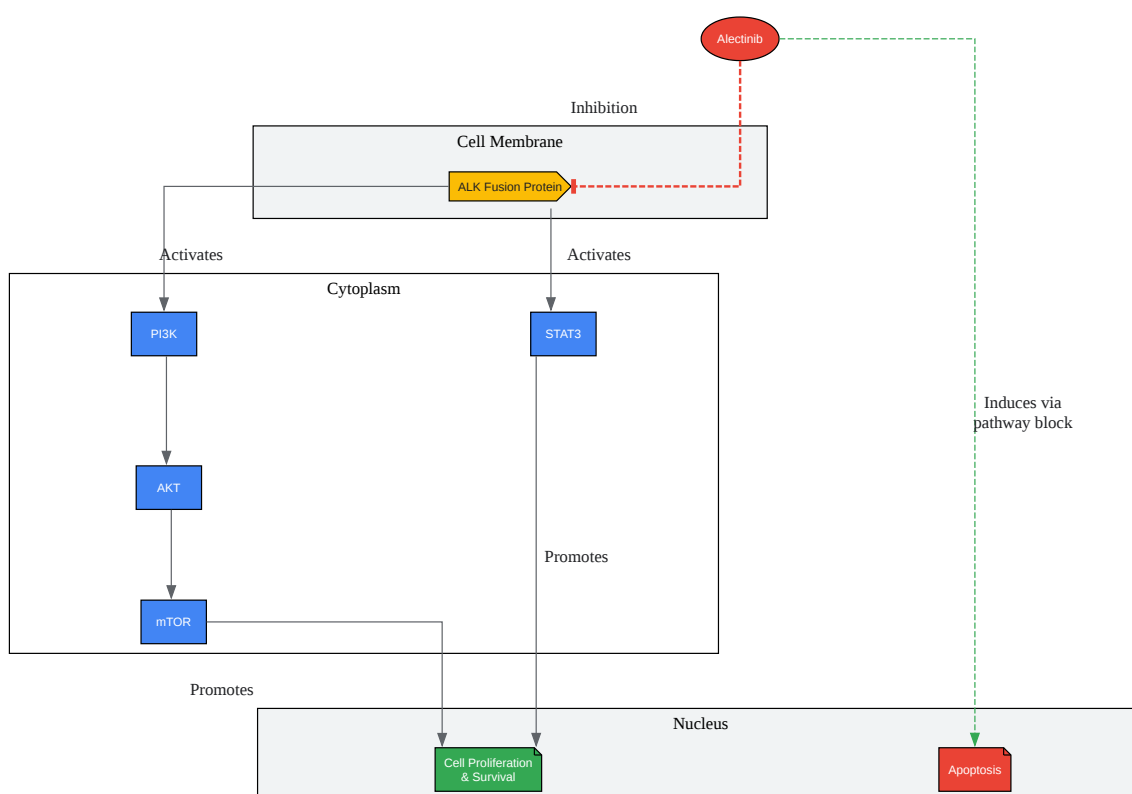 Alectinib
Inhibition
Cell Membrane
ALK Fusion Protein
Activates
Activates
Cytoplasm
PI3K
STAT3
Induces via
pathway block
AKT
Promotes
mTOR
Promotes
Nucleus
Cell Proliferation
& Survival
Apoptosis